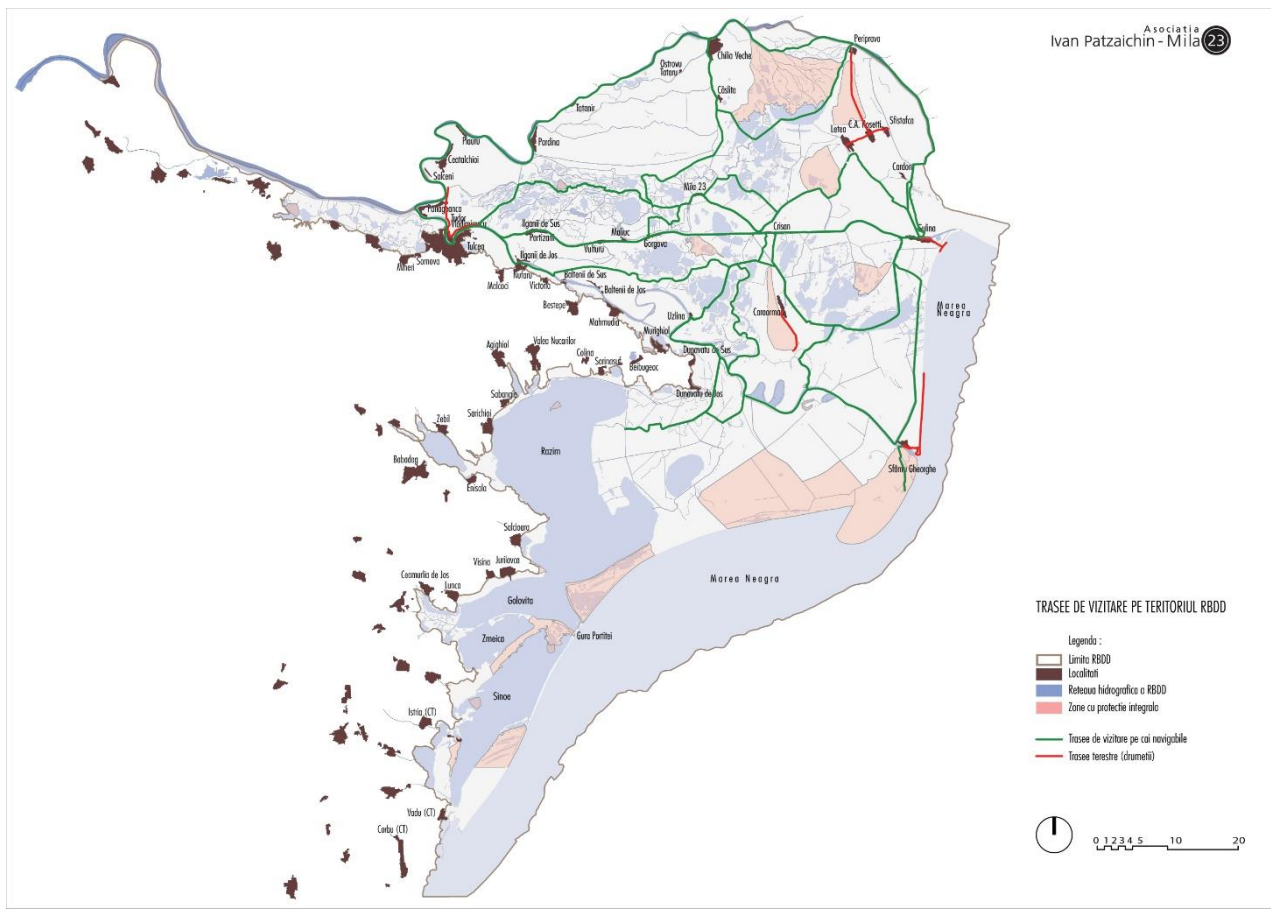 Asociatia
Ivan Patzaichin - Mila 23
Periprava
Chilia Veche
Ostrovu
Tataru
Câslita
Tatanir
Sfistofca
C.A. Rosetti
Letea
Plauru
Pardina
Ceatalchioi
Salceni
Cardon
Mila 23
Patlageanca
Tudor
Vladimirescu
Ilganii de Sus
Partizani
Maliuc
Crisan
Sulina
Tulcea
Gorgova
Vulturu
Mineri
Somova
Ilganii de Jos
Nufaru
Malcoci
Victoria
Baltenii de Sus
Baltenii de Jos
Bestepe
Mahmudia
Uzlina
Caraorman
Marea
Neagra
Murighiol
Agighiol
Valea Nucarilor
Colina
Sarinasuf
Beibugeac
Dunavatu de Sus
Dunavatu de Jos
Sabangia
Sarichioi
Zebil
Razim
Babadag
Enisala
Sfântu Gheorghe
Salcioara
Visina
Jurilovca
Marea Neagra
Ceamurlia de Jos
Lunca
Golovita
Zmeica
Gura Portitei
Sinoe
Istria (CT)
Vadu (CT)
Corbu (CT)
TRASEE DE VIZITARE PE TERITORIUL RBDD
Legenda :
Limita RBDD
Localitati
Reteaua hidrografica a RBDD
Zone cu protectie integrala
Trasee de vizitare pe cai navigabile
Trasee terestre (drumetii)
0 1 2 3 4 5 10 20